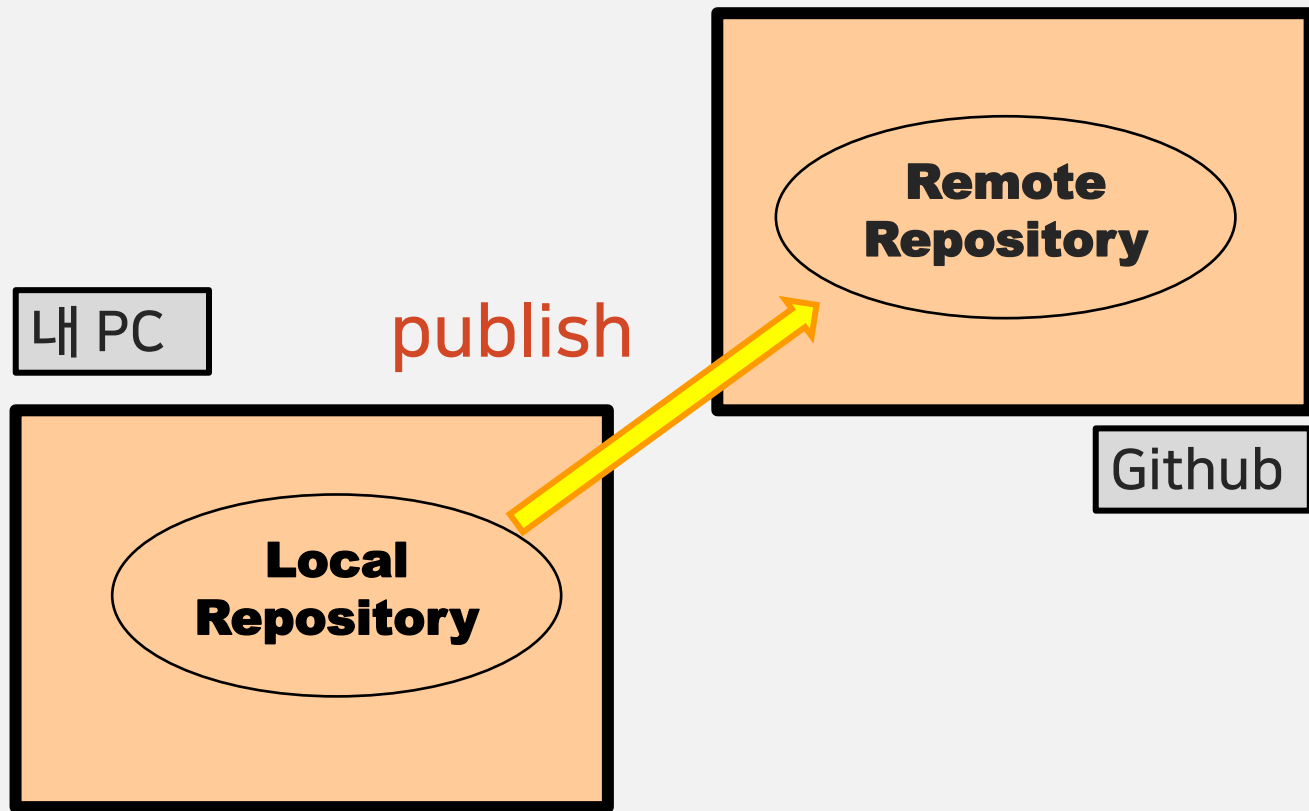 Remote
Repository
내 PC
publish
Github
Local
Repository